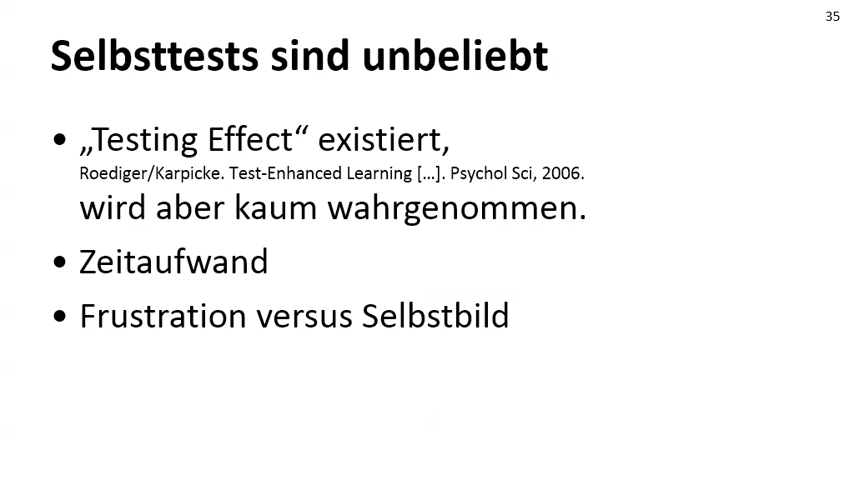 35
Selbsttests sind unbeliebt
• „Testing Effect“ existiert,
Roediger/Karpicke. Test-Enhanced Learning […]. Psychol Sci, 2006.
wird aber kaum wahrgenommen.
• Zeitaufwand
• Frustration versus Selbstbild